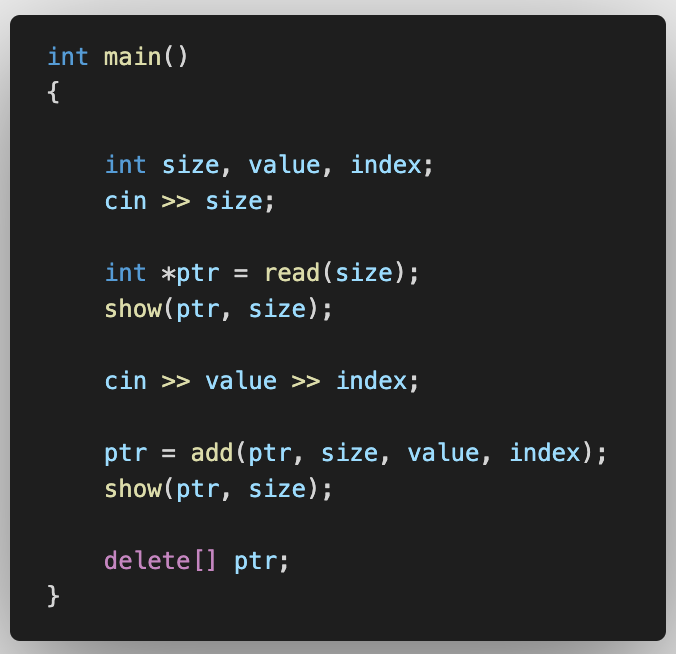 int main()
{
int size, value, index;
cin >> size;
int *ptr = read(size);
show(ptr, size);
cin >> value >> index;
ptr = add(ptr, size, value, index);
show(ptr, size);
delete[] ptr;
}